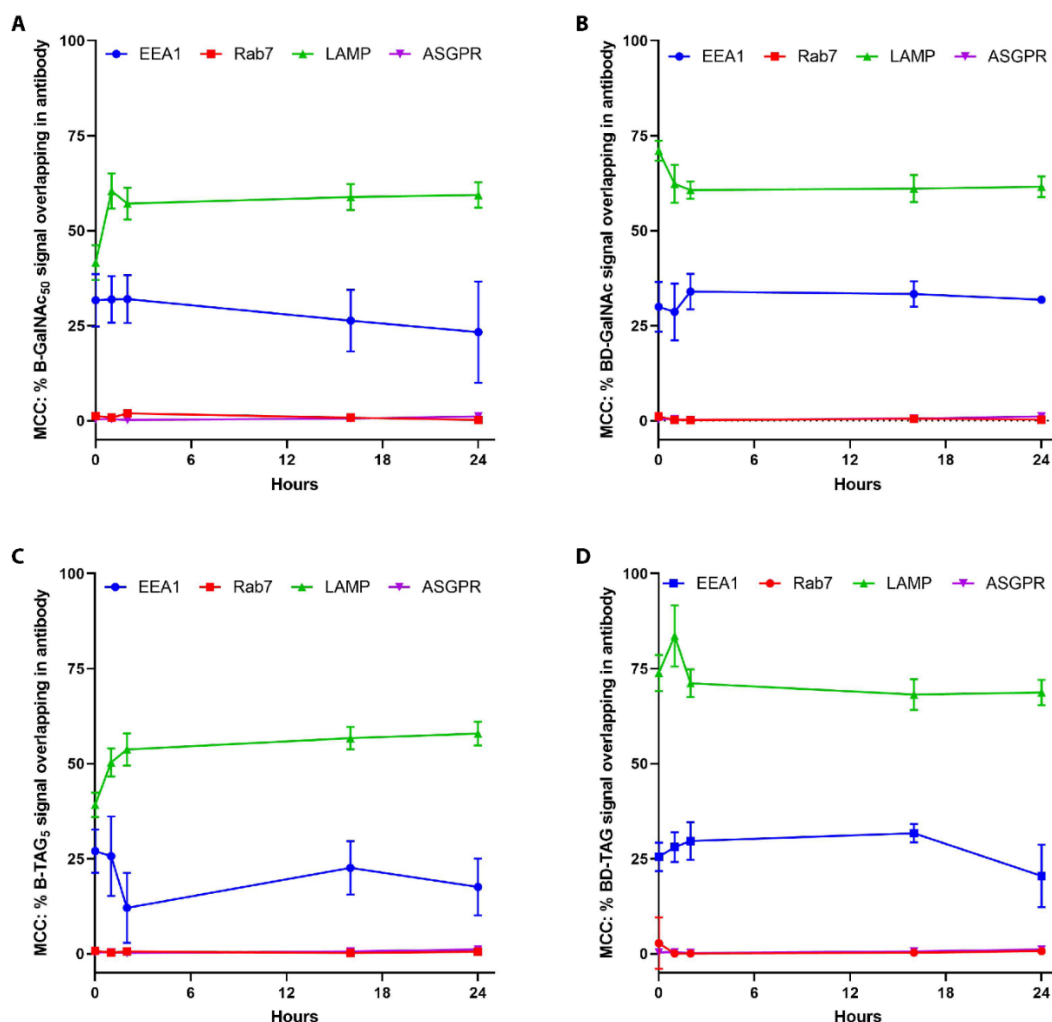 A
MCC: % B-GalNAc₅₀ signal overlapping in antibody
EEA1 Rab7 LAMP ASGPR
100
75
50
25
0
0 6 12 18 24
Hours
B
MCC: % BD-GalNAc signal overlapping in antibody
EEA1 Rab7 LAMP ASGPR
100
75
50
25
0
0 6 12 18 24
Hours
C
MCC: % B-TAG₅ signal overlapping in antibody
EEA1 Rab7 LAMP ASGPR
100
75
50
25
0
0 6 12 18 24
Hours
D
MCC: % BD-TAG signal overlapping in antibody
EEA1 Rab7 LAMP ASGPR
100
75
50
25
0
0 6 12 18 24
Hours